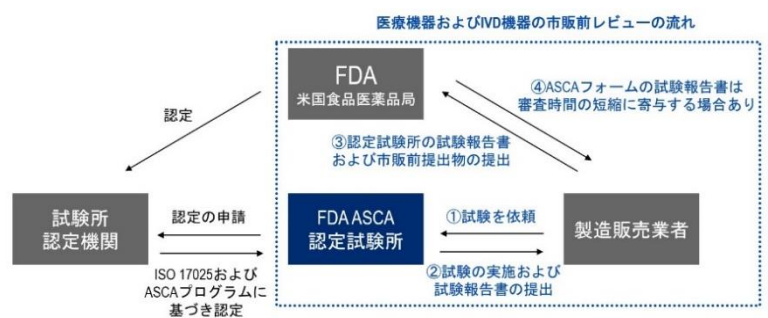 医療機器およびIVD機器の市販前レビューの流れ
FDA
米国食品医薬品局
④ASCAフォームの試験報告書は
審査時間の短縮に寄与する場合あり
認定
③認定試験所の試験報告書
および市販前提出物の提出
試験所
認定機関
認定の申請
FDA ASCA
認定試験所
①試験を依頼
製造販売業者
ISO 17025および
ASCAプログラムに
基づき認定
②試験の実施および
試験報告書の提出